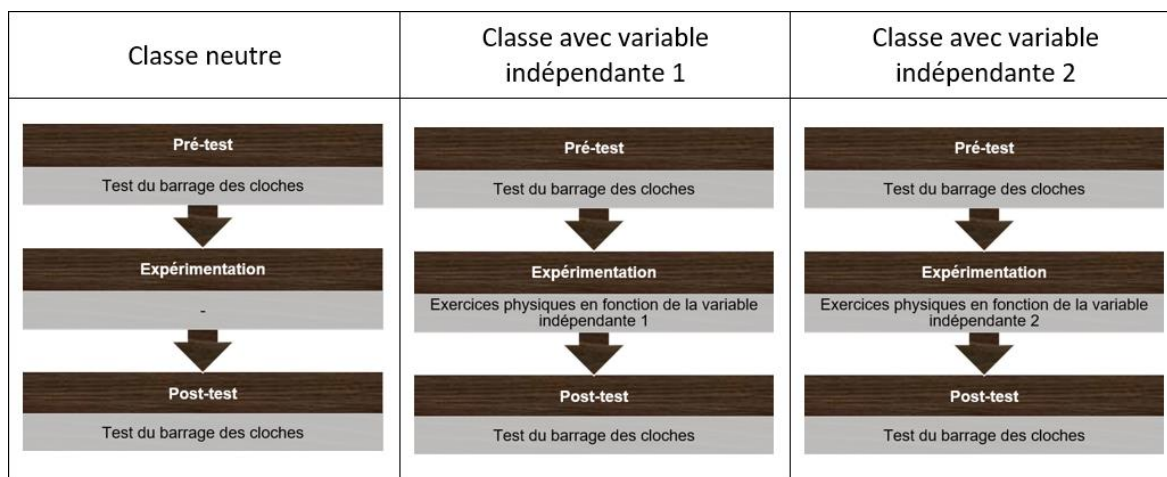 Classe neutre
Classe avec variable
indépendante 1
Classe avec variable
indépendante 2
Pré-test
Test du barrage des cloches
Expérimentation
-
Post-test
Test du barrage des cloches
Pré-test
Test du barrage des cloches
Expérimentation
Exercices physiques en fonction de la variable
indépendante 1
Post-test
Test du barrage des cloches
Pré-test
Test du barrage des cloches
Expérimentation
Exercices physiques en fonction de la variable
indépendante 2
Post-test
Test du barrage des cloches